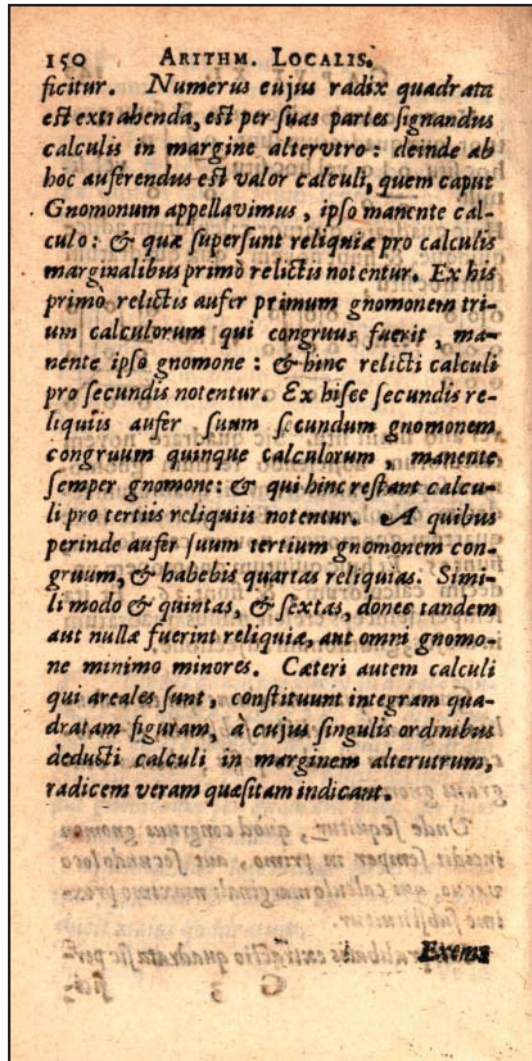 150 ARITHM. LOCALIS.
ficitur. Numerus cujus radix quadrata
est extrahenda, est per suas partes signandus
calculis in margine alterutro: deinde ab
hoc auferendus est valor calculi, quem caput
Gnomonum appellavimus, ipso manente cal-
culo: & quæ supersunt reliquiæ pro calculis
marginalibus primò relictis notentur. Ex his
primò relictis aufer primum gnomonem tri-
um calculorum qui congruus fuerit, ma-
nente ipso gnomone: & hinc relicti calculi
pro secundis notentur. Ex hisce secundis re-
liquiis aufer suum secundum gnomonem
congruum quinque calculorum, manente
semper gnomone: & qui hinc restant calcu-
li pro tertiis reliquiis notentur. A quibus
perinde aufer suum tertium gnomonem con-
gruum, & habebis quartas reliquias. Simi-
li modo & quintas, & sextas, donec tandem
aut nullæ fuerint reliquiæ, aut omni gnomo-
ne minimo minores. Cæteri autem calculi
qui areales sunt, constituunt integram qua-
dratam figuram, à cujus singulis ordinibus
deducti calculi in marginem alterutrum,
radicem veram quæsitam indicant.
Exem-